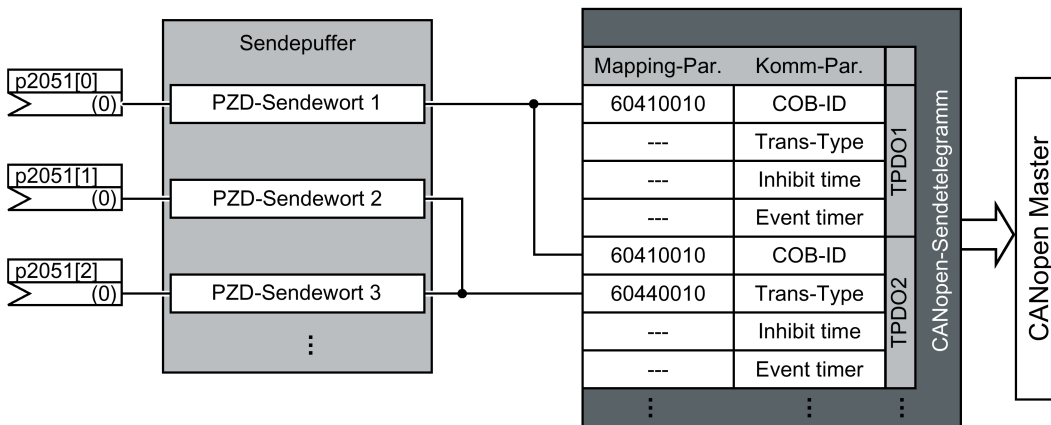 Sendepuffer
p2051[0]
(0)
PZD-Sendewort 1
p2051[1]
(0)
PZD-Sendewort 2
p2051[2]
(0)
PZD-Sendewort 3
Mapping-Par. Komm-Par.
60410010 COB-ID
--- Trans-Type
--- Inhibit time
--- Event timer
TPDO1
60410010 COB-ID
60440010 Trans-Type
--- Inhibit time
--- Event timer
TPDO2
CANopen-Sendetelegramm
CANopen Master